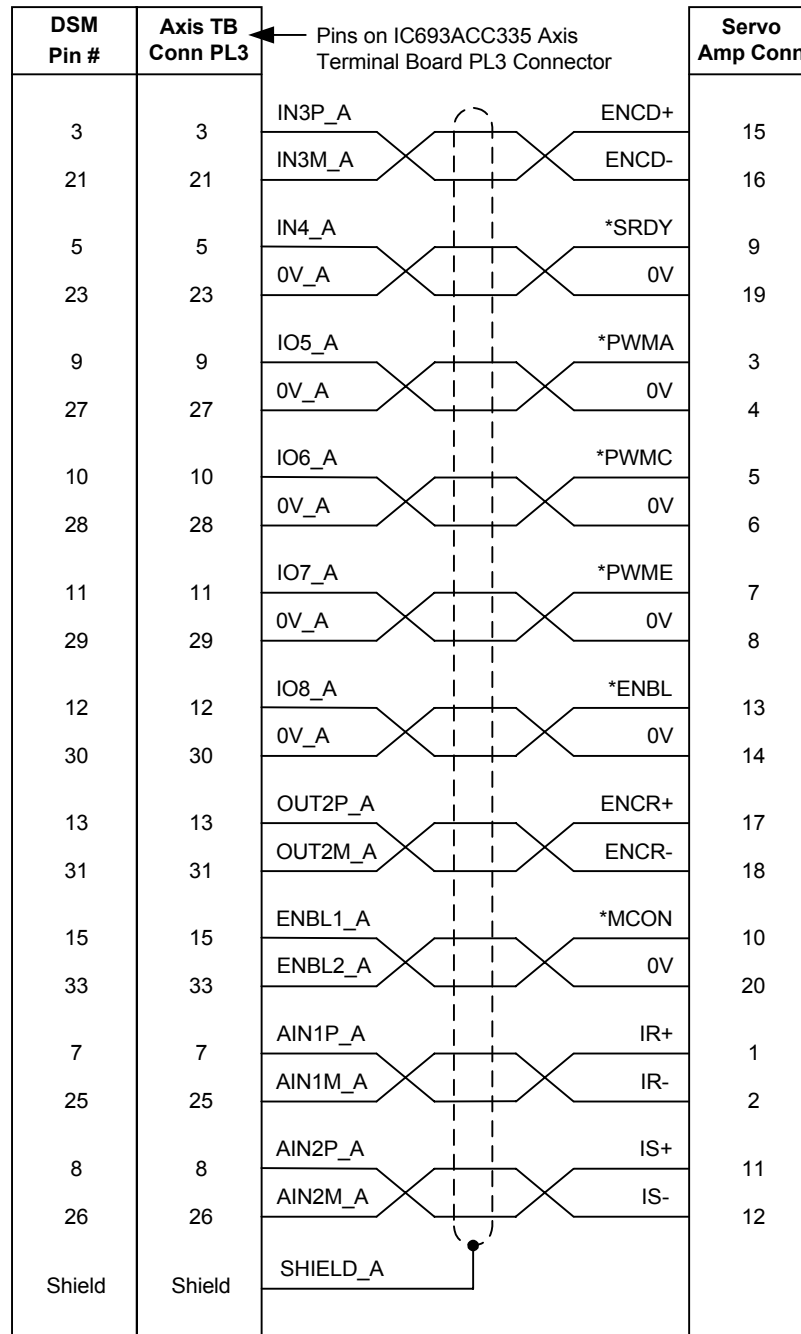 DSM Pin # Axis TB Conn PL3 Pins on IC693ACC335 Axis Terminal Board PL3 Connector Servo Amp Conn
3 3 IN3P_A ENCD+ 15
21 21 IN3M_A ENCD- 16
5 5 IN4_A *SRDY 9
23 23 0V_A 0V 19
9 9 IO5_A *PWMA 3
27 27 0V_A 0V 4
10 10 IO6_A *PWMC 5
28 28 0V_A 0V 6
11 11 IO7_A *PWME 7
29 29 0V_A 0V 8
12 12 IO8_A *ENBL 13
30 30 0V_A 0V 14
13 13 OUT2P_A ENCR+ 17
31 31 OUT2M_A ENCR- 18
15 15 ENBL1_A *MCON 10
33 33 ENBL2_A 0V 20
7 7 AIN1P_A IR+ 1
25 25 AIN1M_A IR- 2
8 8 AIN2P_A IS+ 11
26 26 AIN2M_A IS- 12
Shield Shield SHIELD_A